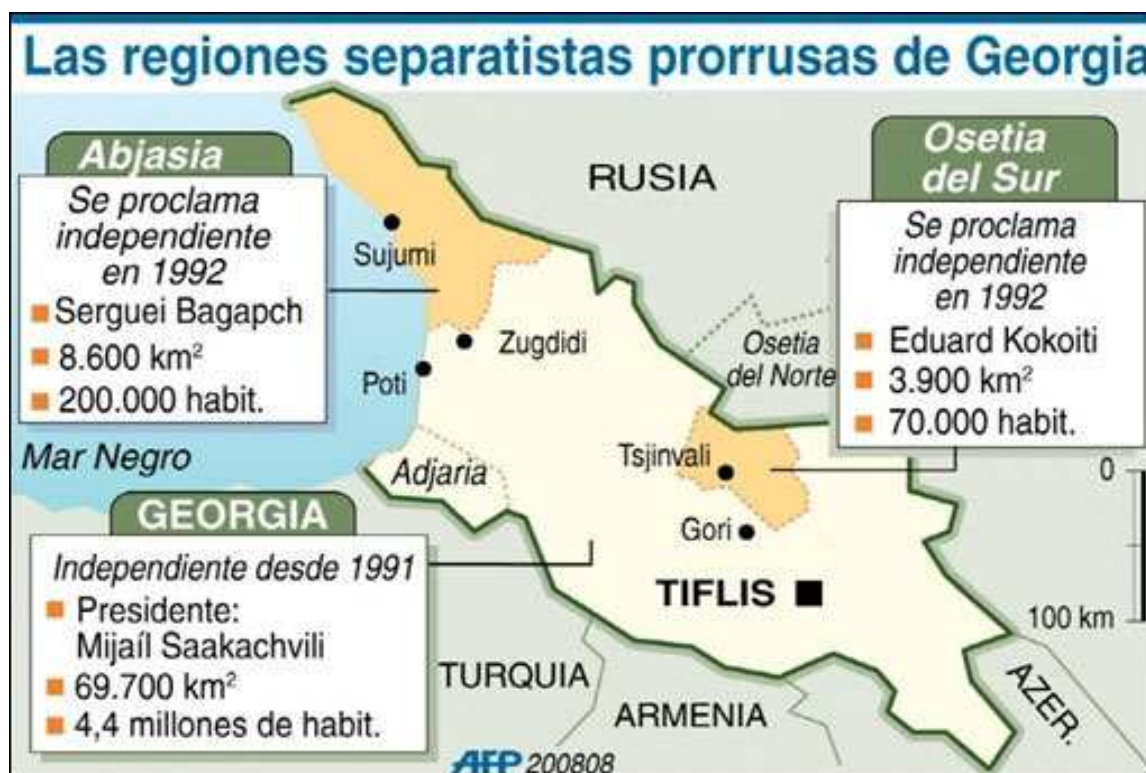 Las regiones separatistas prorrusas de Georgia
Abjasia
Se proclama
independiente
en 1992
Serguei Bagapch
8.600 km²
200.000 habit.
Osetia
del Sur
Se proclama
independiente
en 1992
Eduard Kokoiti
3.900 km²
70.000 habit.
RUSIA
Sujumi
Zugdidi
Poti
Osetia
del Norte
Mar Negro
Adjaria
Tsjinvali
Gori
TIFLIS
0
100 km
GEORGIA
Independiente desde 1991
Presidente:
Mijaíl Saakachvili
69.700 km²
4,4 millones de habit.
TURQUIA
ARMENIA
AZER.
AFP 200808